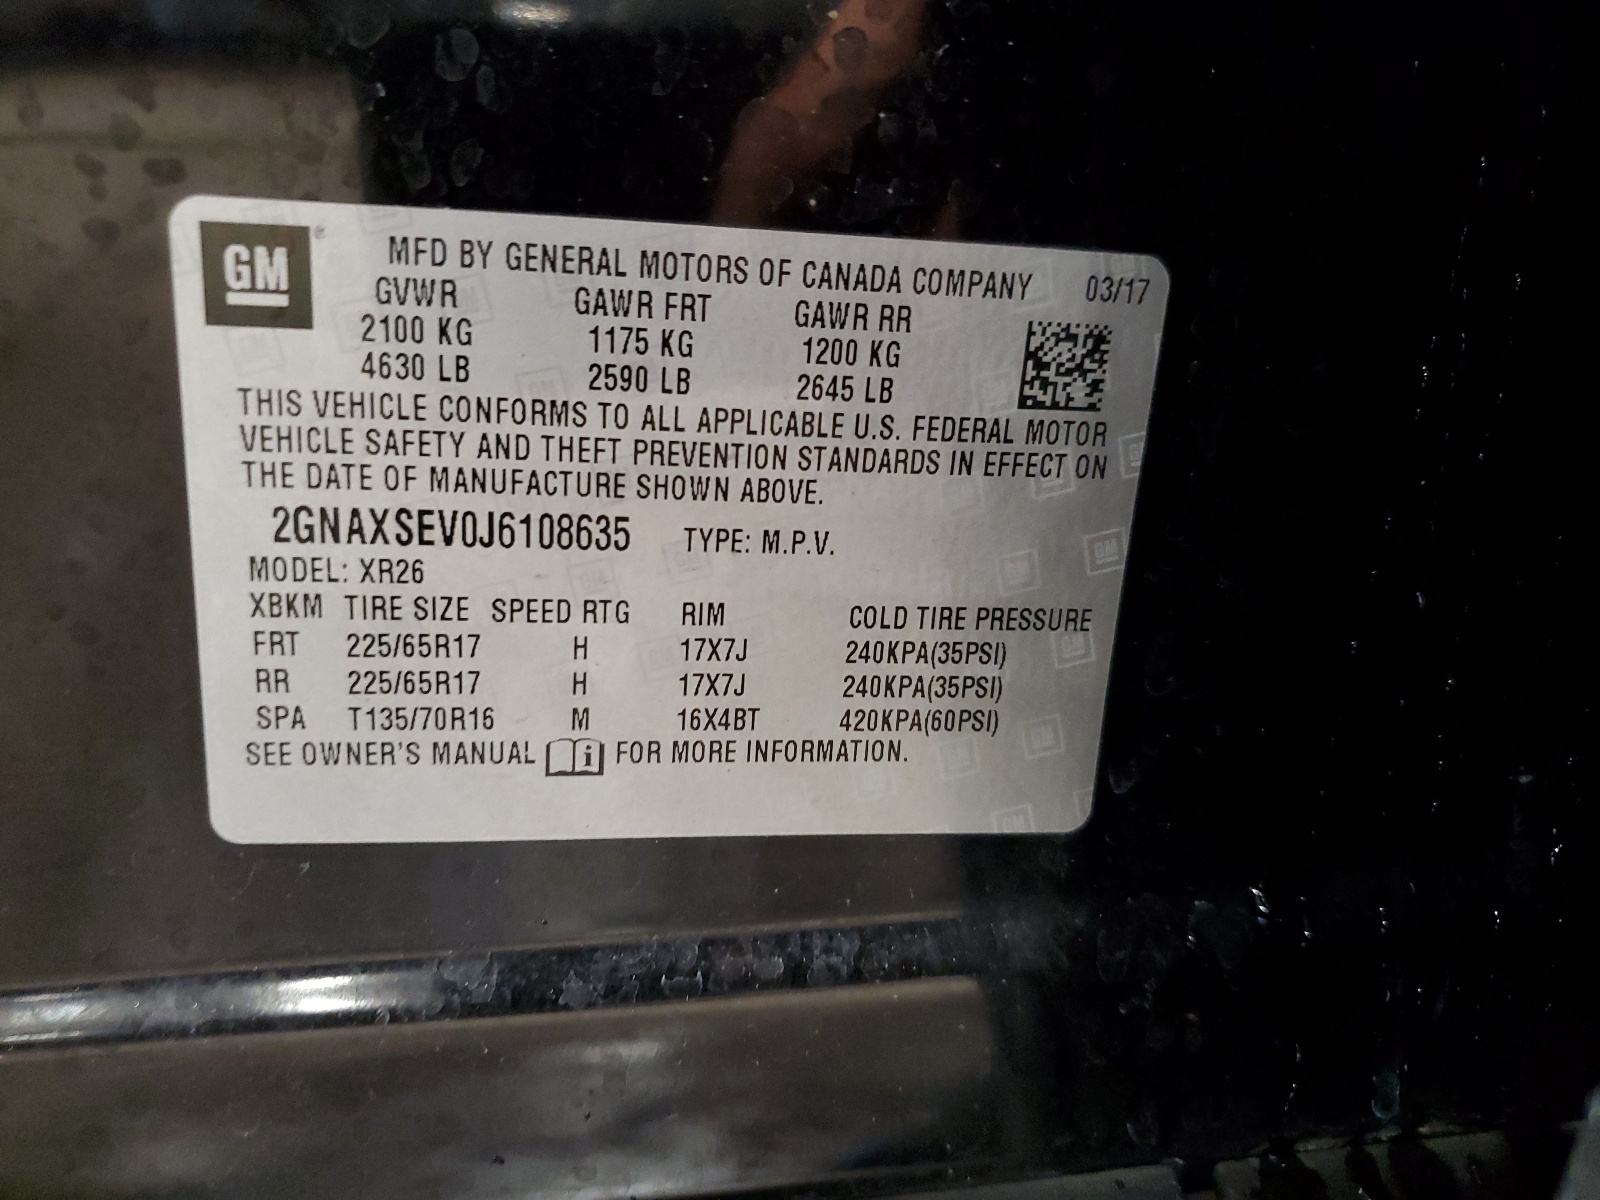 GM
MFD BY GENERAL MOTORS OF CANADA COMPANY 03/17
GVWR GAWR FRT GAWR RR
2100 KG 1175 KG 1200 KG
4630 LB 2590 LB 2645 LB
THIS VEHICLE CONFORMS TO ALL APPLICABLE U.S. FEDERAL MOTOR
VEHICLE SAFETY AND THEFT PREVENTION STANDARDS IN EFFECT ON
THE DATE OF MANUFACTURE SHOWN ABOVE.
2GNAXSEV0J6108635 TYPE: M.P.V.
MODEL: XR26
XBKM TIRE SIZE SPEED RTG RIM COLD TIRE PRESSURE
FRT 225/65R17 H 17X7J 240KPA(35PSI)
RR 225/65R17 H 17X7J 240KPA(35PSI)
SPA T135/70R16 M 16X4BT 420KPA(60PSI)
SEE OWNER'S MANUAL i FOR MORE INFORMATION.